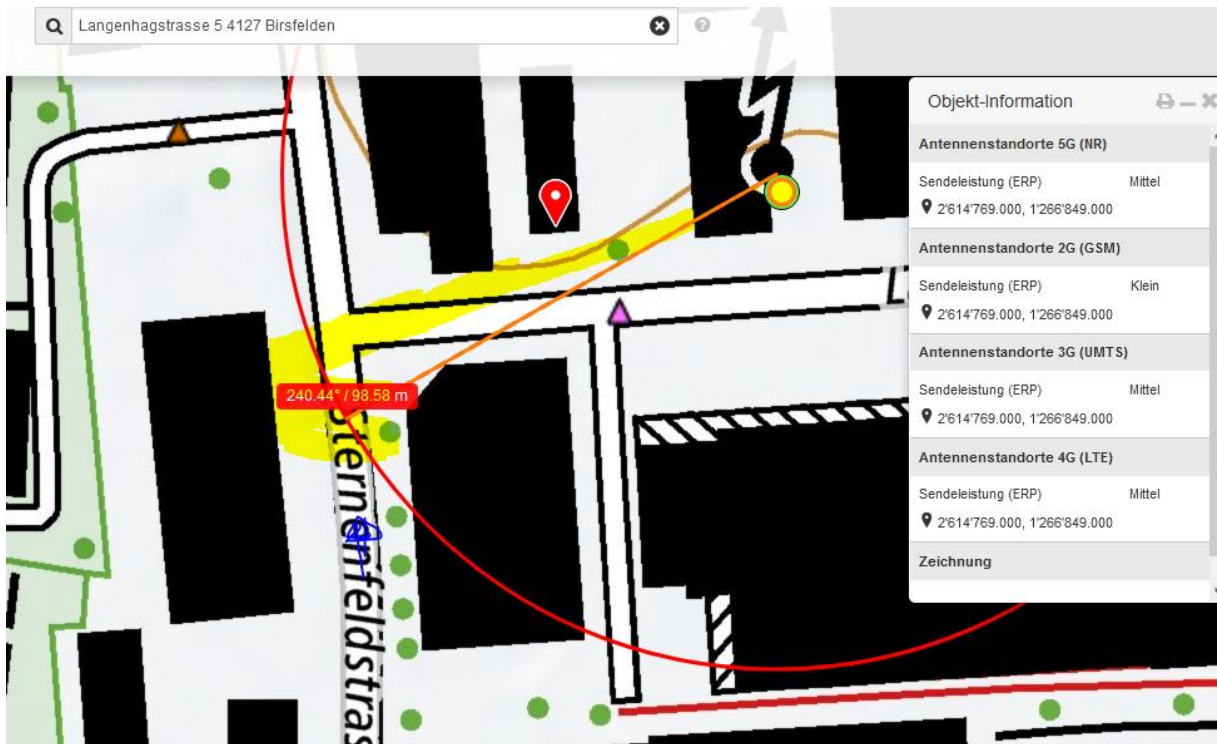 Langenhagstrasse 5 4127 Birsfelden
Objekt-Information
Antennenstandorte 5G (NR)
Sendeleistung (ERP) Mittel
2'614'769.000, 1'266'849.000
Antennenstandorte 2G (GSM)
Sendeleistung (ERP) Klein
2'614'769.000, 1'266'849.000
Antennenstandorte 3G (UMTS)
Sendeleistung (ERP) Mittel
2'614'769.000, 1'266'849.000
Antennenstandorte 4G (LTE)
Sendeleistung (ERP) Mittel
2'614'769.000, 1'266'849.000
Zeichnung
240.44° / 98.58 m
Sternenfeldstras